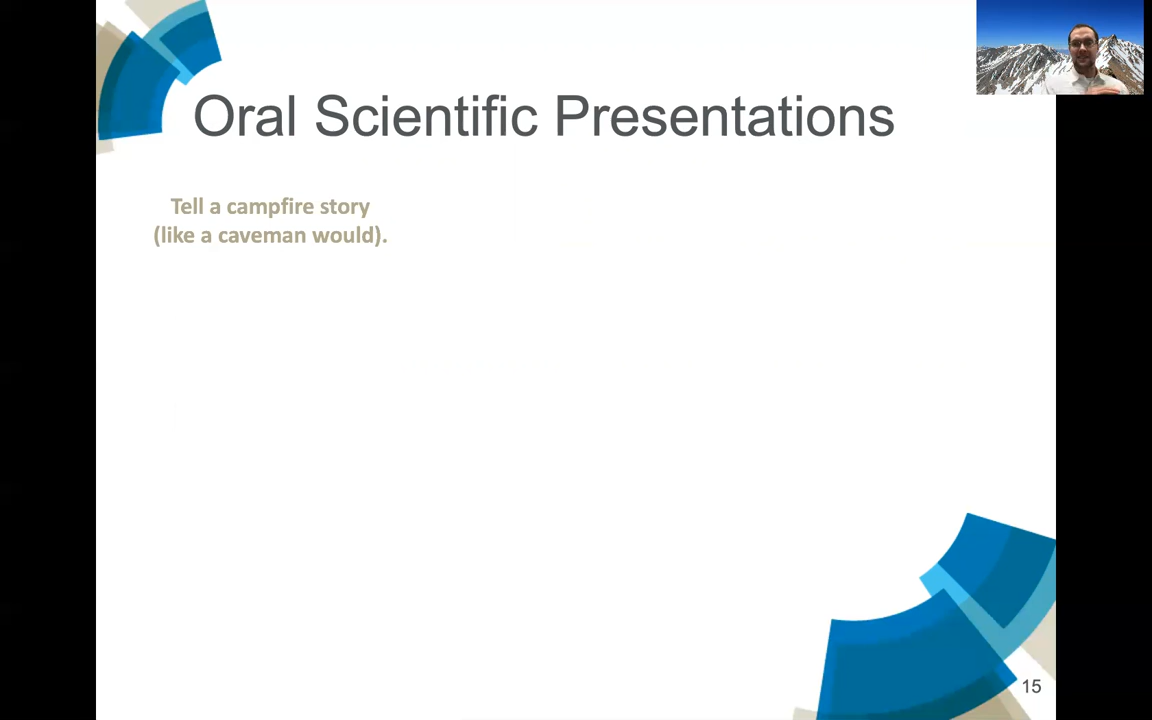 Oral Scientific Presentations
Tell a campfire story
(like a caveman would).
15